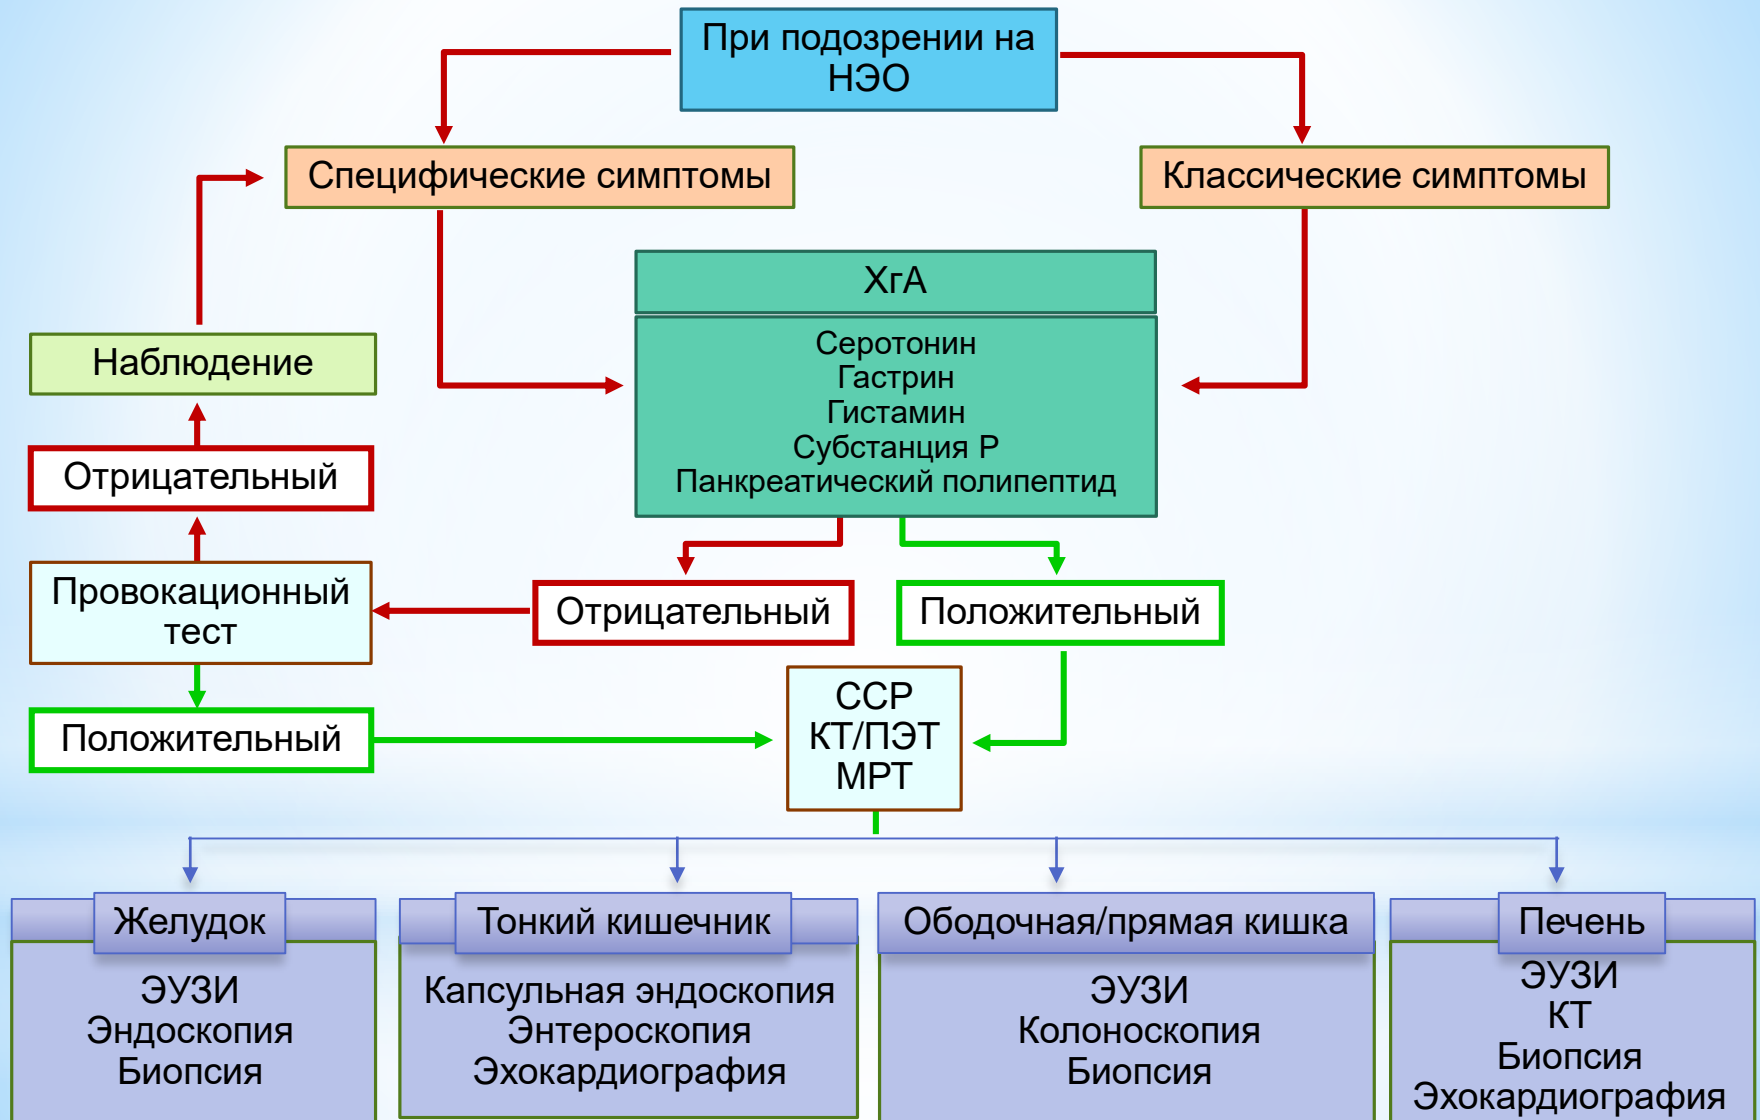 При подозрении на
НЭО
Специфические симптомы
Классические симптомы
ХгА
Серотонин
Гастрин
Гистамин
Субстанция Р
Панкреатический полипептид
Наблюдение
Отрицательный
Провокационный
тест
Отрицательный
Положительный
Положительный
ССР
КТ/ПЭТ
МРТ
Желудок
ЭУЗИ
Эндоскопия
Биопсия
Тонкий кишечник
Капсульная эндоскопия
Энтероскопия
Эхокардиография
Ободочная/прямая кишка
ЭУЗИ
Колоноскопия
Биопсия
Печень
ЭУЗИ
КТ
Биопсия
Эхокардиография